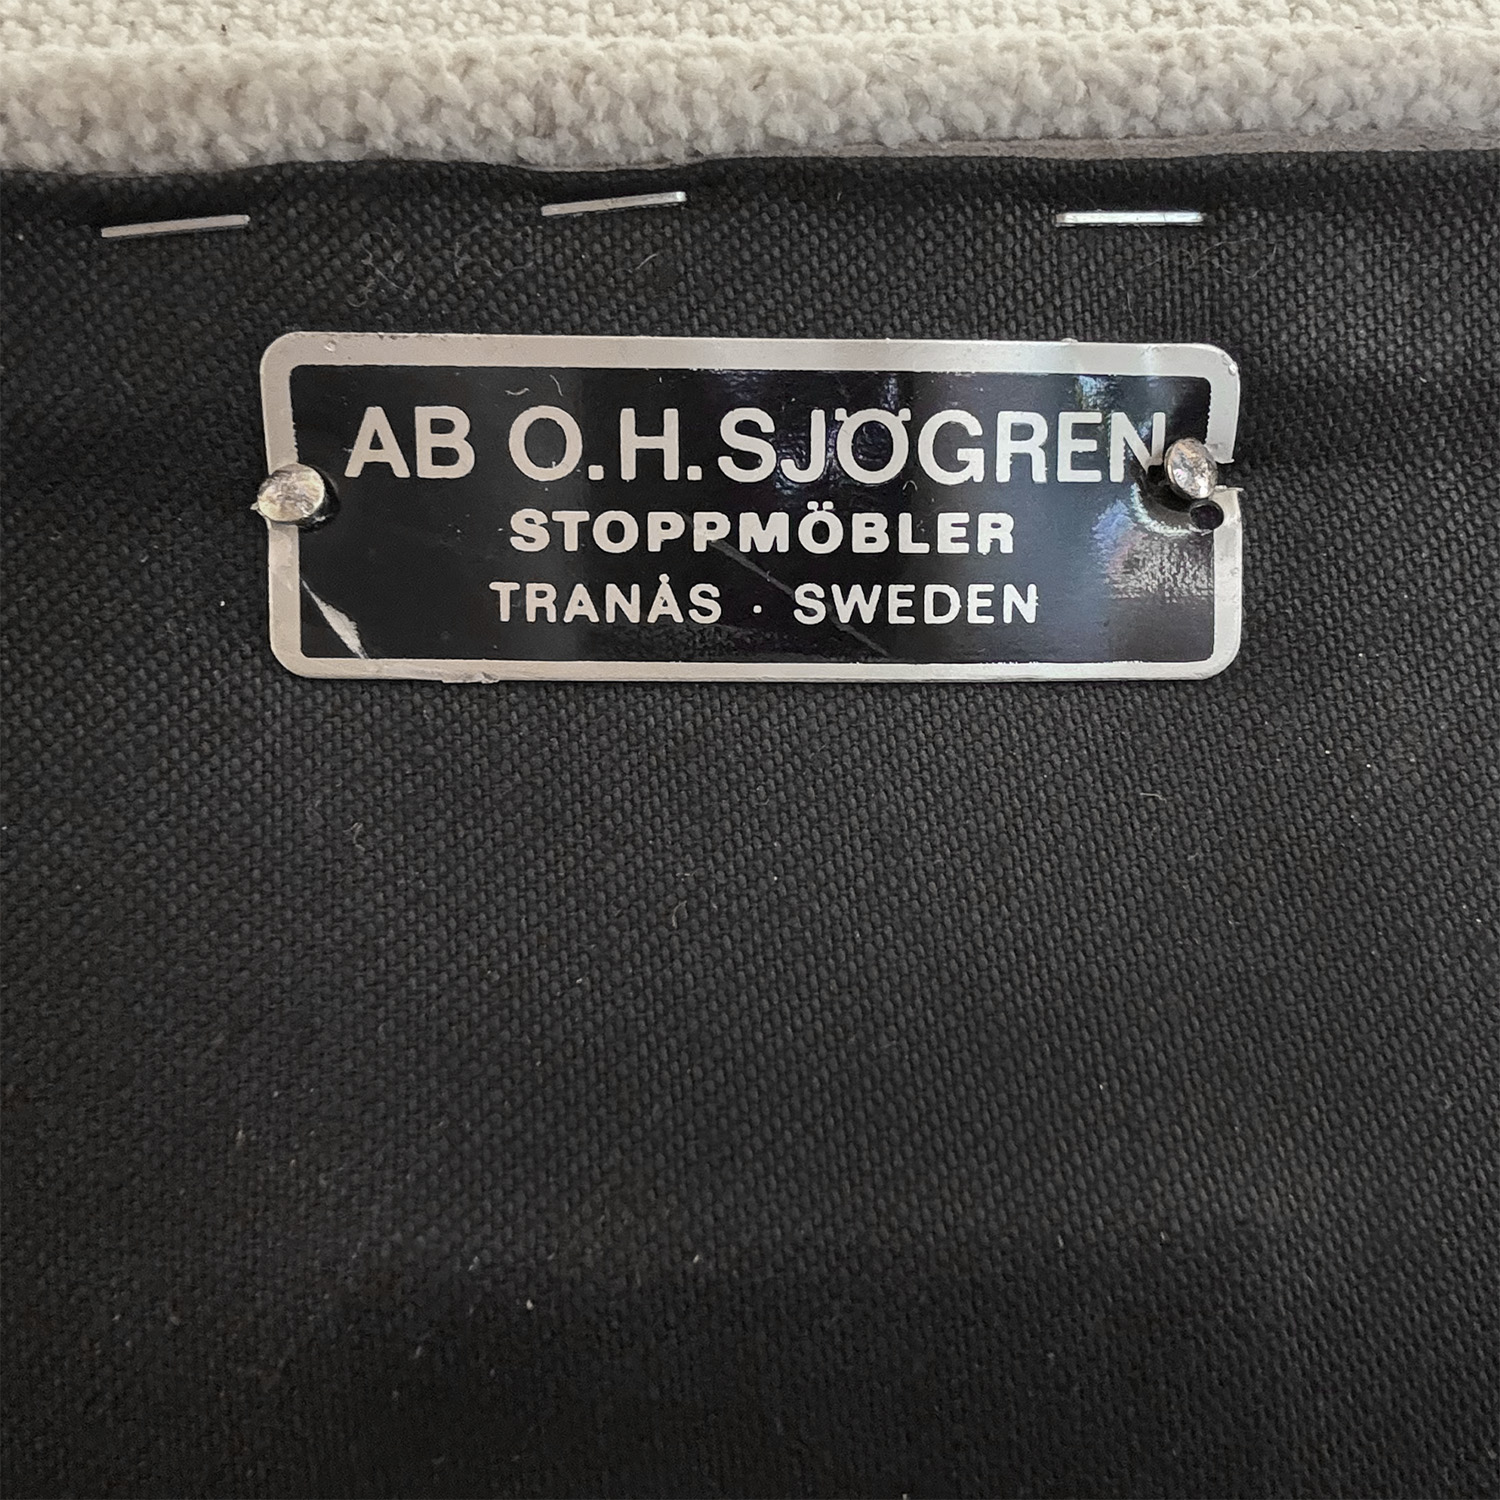 AB O.H.SJÖGREN
STOPPMÖBLER
TRANÅS · SWEDEN